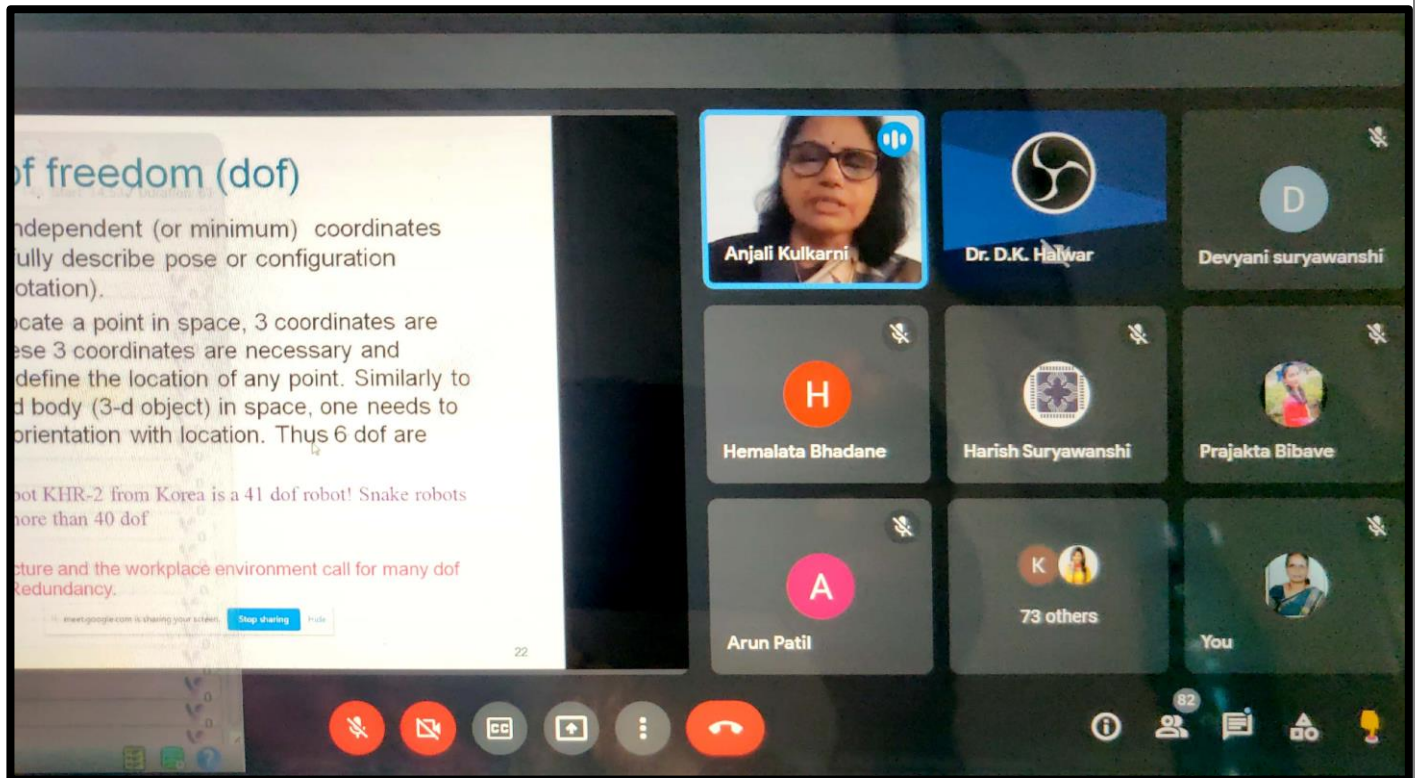 of freedom (dof)
ndependent (or minimum) coordinates
fully describe pose or configuration
otation).
ocate a point in space, 3 coordinates are
ese 3 coordinates are necessary and
define the location of any point. Similarly to
d body (3-d object) in space, one needs to
orientation with location. Thus 6 dof are
bot KHR-2 from Korea is a 41 dof robot! Snake robots
more than 40 dof
cture and the workplace environment call for many dof
Redundancy.
meet.google.com is sharing your screen. Stop sharing Hide
22
Anjali Kulkarni
Dr. D.K. Halwar
D
Devyani suryawanshi
H
Hemalata Bhadane
Harish Suryawanshi
Prajakta Bibave
A
Arun Patil
K
73 others
You
CC
82